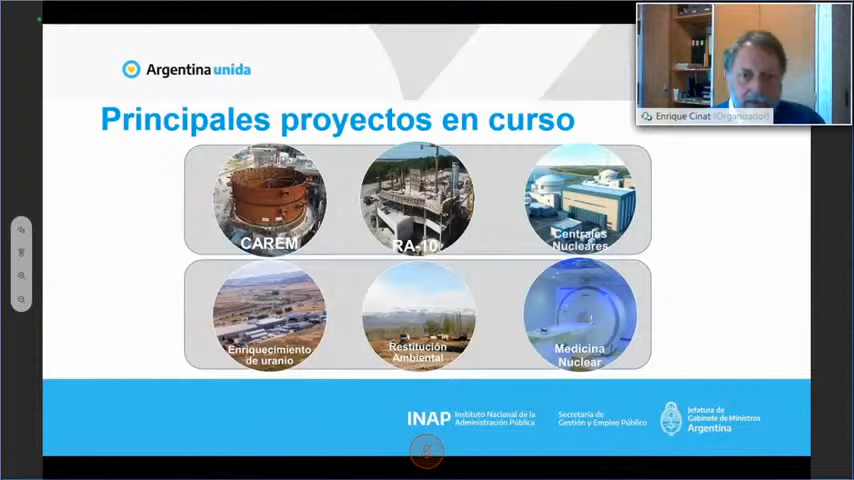 Argentina unida
Enrique Cinat (Organizador)
Principales proyectos en curso
CAREM
RA-10
Centrales
Nucleares
Enriquecimiento
de uranio
Restitución
Ambiental
Medicina
Nuclear
INAP
Instituto Nacional de la
Administración Pública
Secretaría de
Gestión y Empleo Público
Jefatura de
Gabinete de Ministros
Argentina